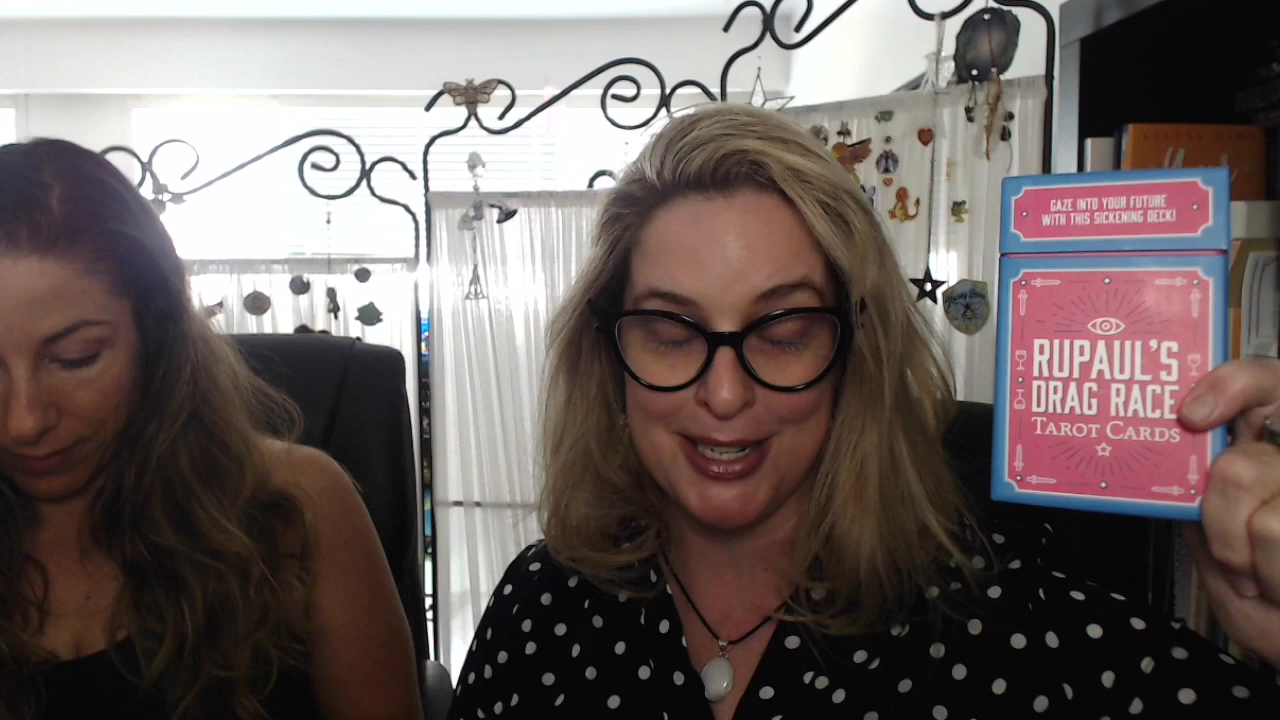 GAZE INTO YOUR FUTURE
WITH THIS SICKENING DECK!
RUPAUL'S
DRAG RACE
TAROT CARDS